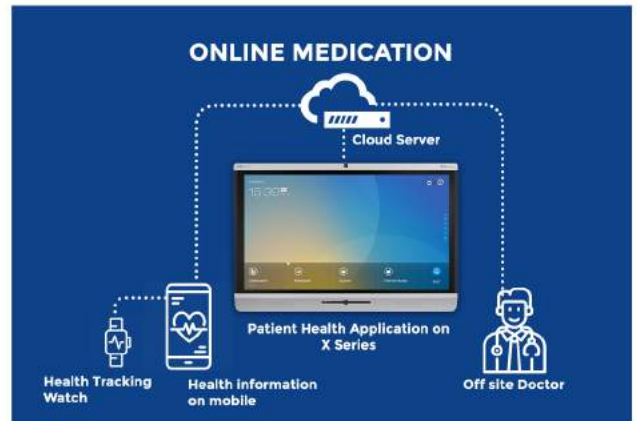 ONLINE MEDICATION
Cloud Server
Patient Health Application on
X Series
Health Tracking
Watch
Health information
on mobile
Off site Doctor